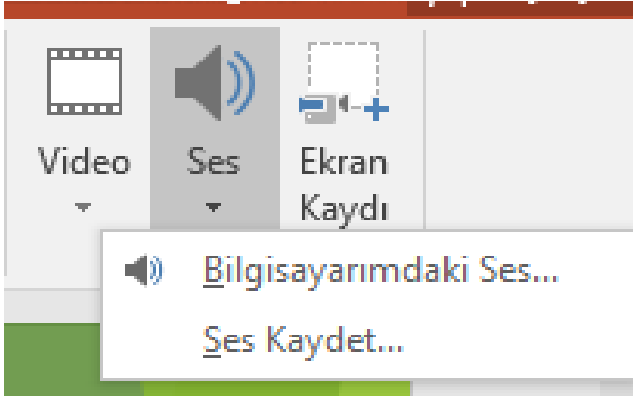 Video
Ses
Ekran
Kaydı
Bilgisayarımdaki Ses...
Ses Kaydet...